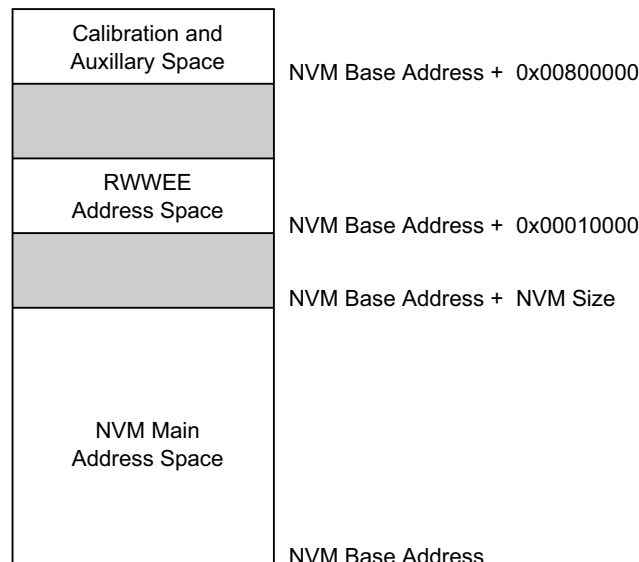 Calibration and
Auxillary Space
NVM Base Address + 0x00800000
RWWEE
Address Space
NVM Base Address + 0x00010000
NVM Base Address + NVM Size
NVM Main
Address Space
NVM Base Address